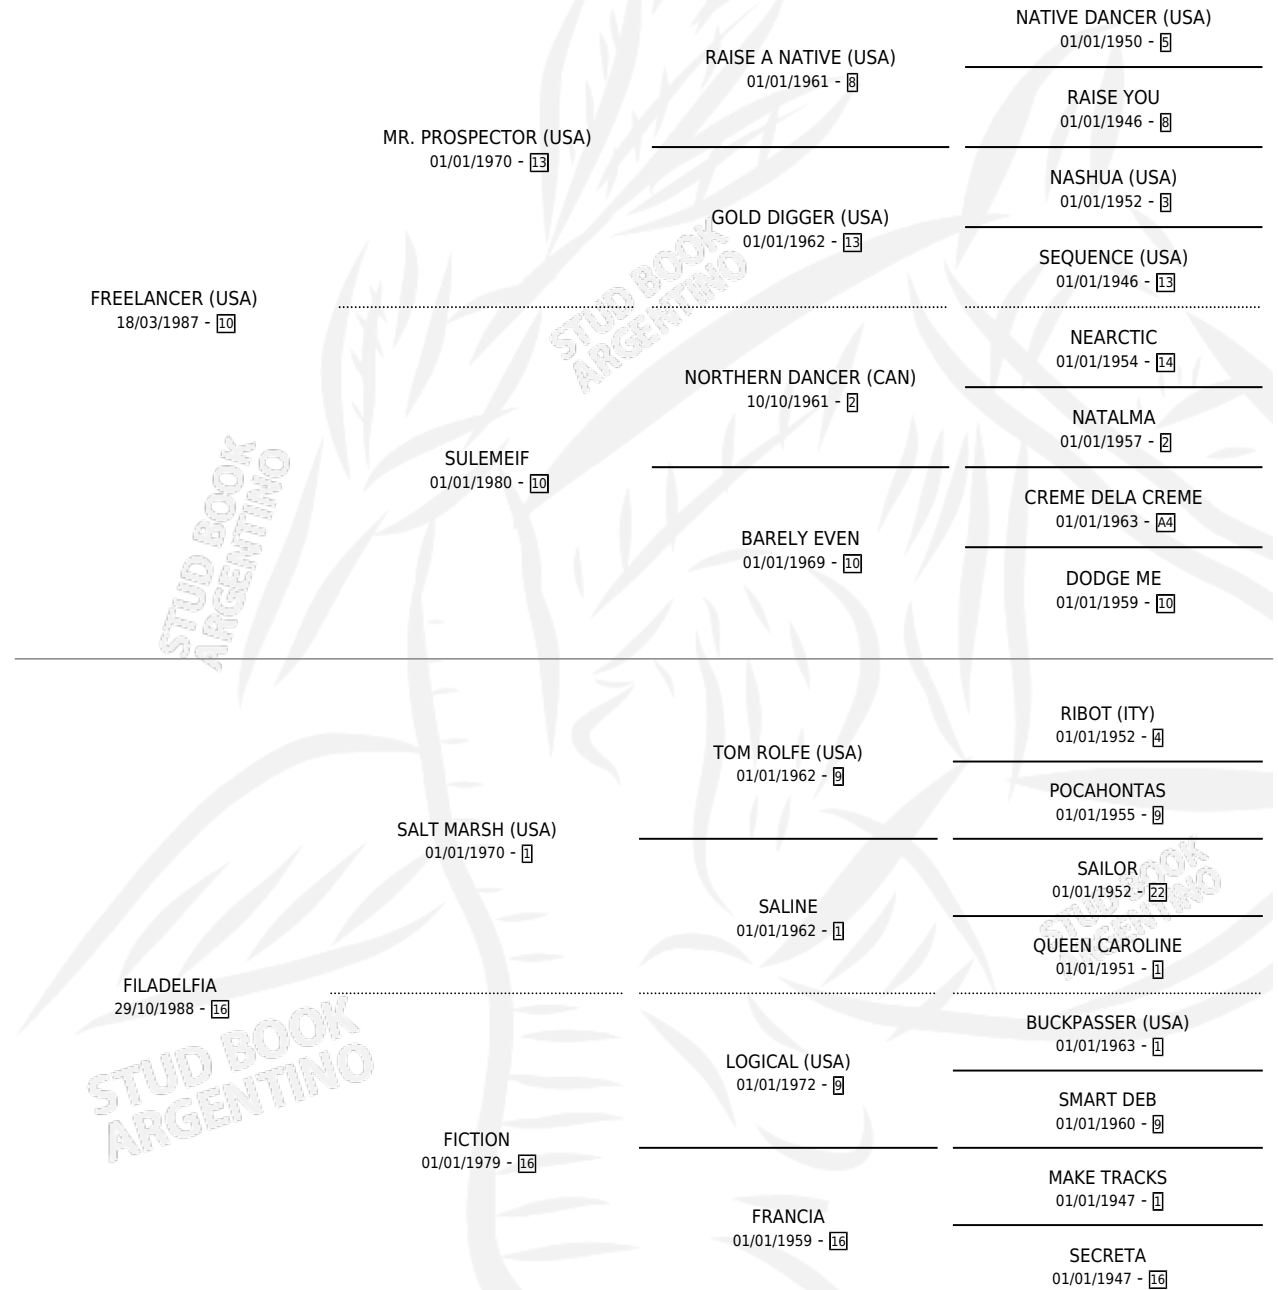 NATIVE DANCER (USA)
01/01/1950 - 5
RAISE A NATIVE (USA)
01/01/1961 - 8
RAISE YOU
01/01/1946 - 8
MR. PROSPECTOR (USA)
01/01/1970 - 13
NASHUA (USA)
01/01/1952 - 3
GOLD DIGGER (USA)
01/01/1962 - 13
SEQUENCE (USA)
01/01/1946 - 13
FREELANCER (USA)
18/03/1987 - 10
STUD BOOK
ARGENTINO
NEARCTIC
01/01/1954 - 14
NORTHERN DANCER (CAN)
10/10/1961 - 2
NATALMA
01/01/1957 - 2
SULEMEIF
01/01/1980 - 10
CREME DELA CREME
01/01/1963 - A4
BARELY EVEN
01/01/1969 - 10
DODGE ME
01/01/1959 - 10
STUD BOOK
ARGENTINO
RIBOT (ITY)
01/01/1952 - 4
TOM ROLFE (USA)
01/01/1962 - 9
POCAHONTAS
01/01/1955 - 9
SALT MARSH (USA)
01/01/1970 - 1
SAILOR
01/01/1952 - 22
SALINE
01/01/1962 - 1
STUD BOOK
ARGENTINO
QUEEN CAROLINE
01/01/1951 - 1
FILADELFIA
29/10/1988 - 16
STUD BOOK
ARGENTINO
BUCKPASSER (USA)
01/01/1963 - 1
LOGICAL (USA)
01/01/1972 - 9
SMART DEB
01/01/1960 - 9
FICTION
01/01/1979 - 16
MAKE TRACKS
01/01/1947 - 1
FRANCIA
01/01/1959 - 16
SECRETA
01/01/1947 - 16